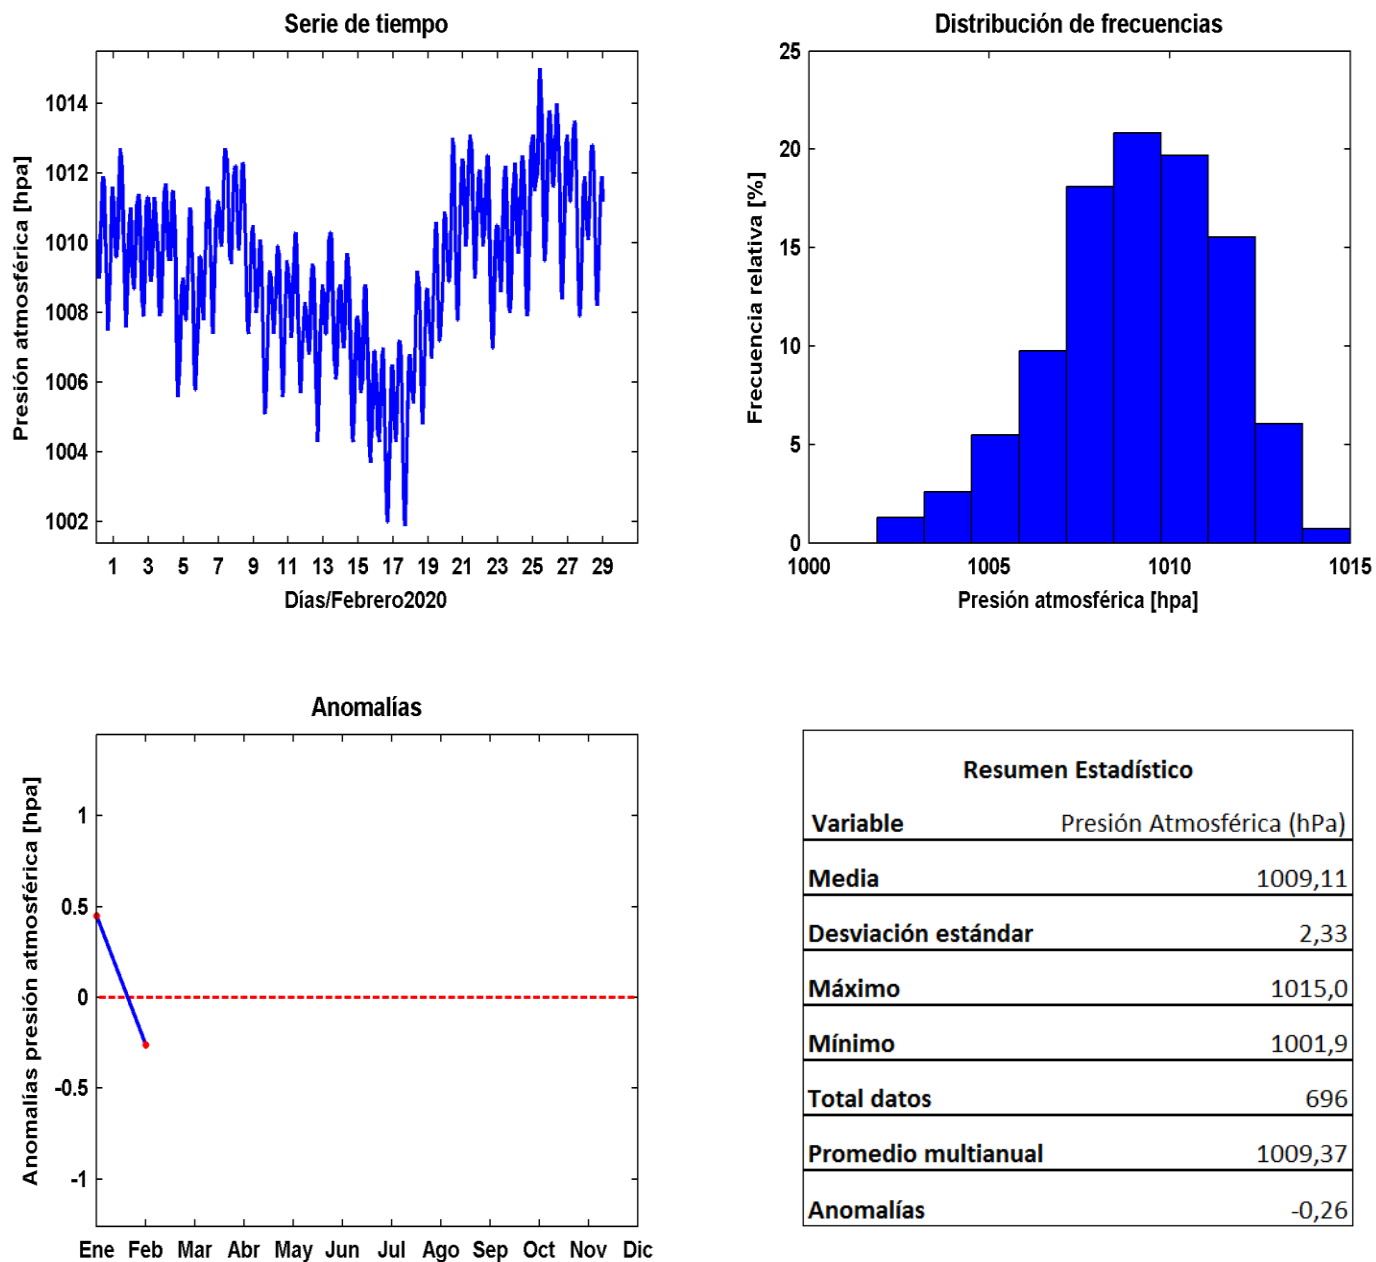 Serie de tiempo
Presión atmosférica [hpa]
1014
1012
1010
1008
1006
1004
1002
1 3 5 7 9 11 13 15 17 19 21 23 25 27 29
Días/Febrero2020
Distribución de frecuencias
Frecuencia relativa [%]
25
20
15
10
5
0
1000 1005 1010 1015
Presión atmosférica [hpa]
Anomalías
Anomalías presión atmosférica [hpa]
1
0.5
0
-0.5
-1
Ene Feb Mar Abr May Jun Jul Ago Sep Oct Nov Dic
Resumen Estadístico
Variable Presión Atmosférica (hPa)
Media 1009,11
Desviación estándar 2,33
Máximo 1015,0
Mínimo 1001,9
Total datos 696
Promedio multianual 1009,37
Anomalías -0,26